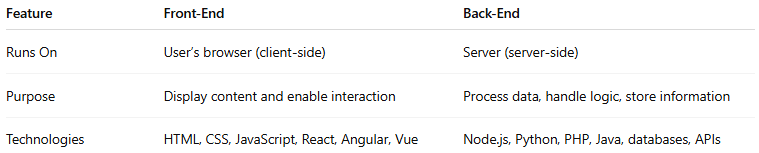 Feature Front-End Back-End
Runs On User’s browser (client-side) Server (server-side)
Purpose Display content and enable interaction Process data, handle logic, store information
Technologies HTML, CSS, JavaScript, React, Angular, Vue Node.js, Python, PHP, Java, databases, APIs